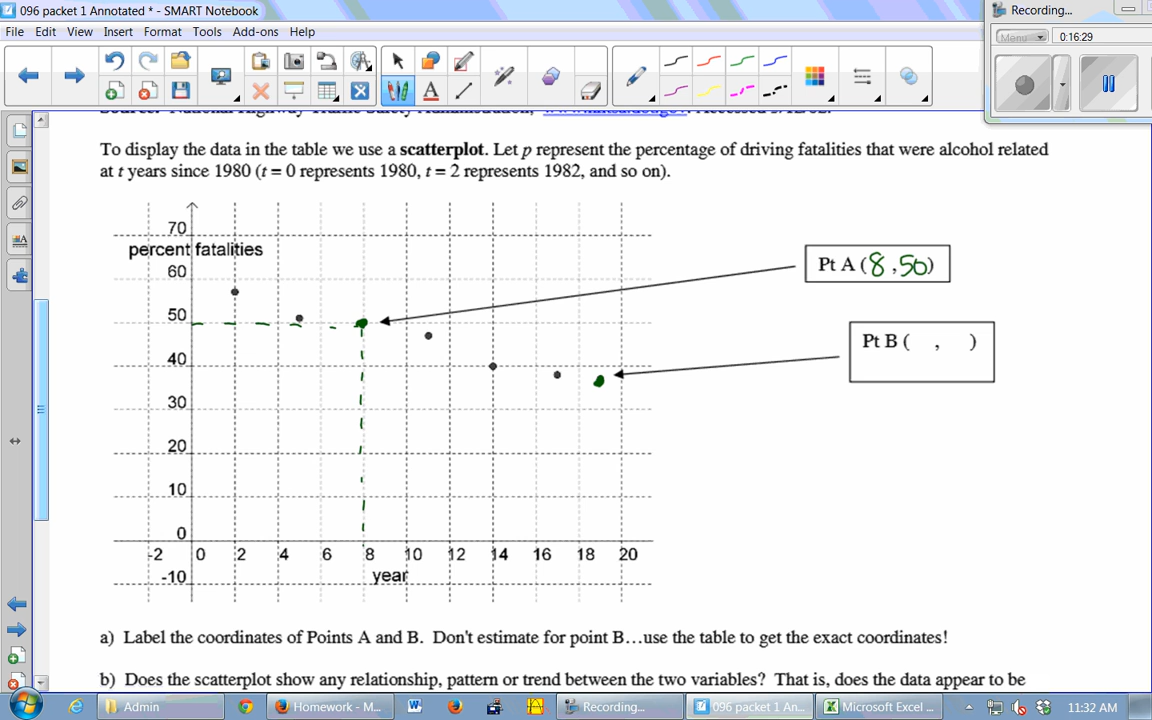 096 packet 1 Annotated * - SMART Notebook
Recording...
File Edit View Insert Format Tools Add-ons Help
Menu
0:16:29
To display the data in the table we use a scatterplot. Let p represent the percentage of driving fatalities that were alcohol related
at t years since 1980 (t = 0 represents 1980, t = 2 represents 1982, and so on).
70
percent fatalities
60
50
40
30
20
10
0
-2 0 2 4 6 8 10 12 14 16 18 20
-10
year
Pt A (8,50)
Pt B ( , )
a) Label the coordinates of Points A and B. Don't estimate for point B...use the table to get the exact coordinates!
b) Does the scatterplot show any relationship, pattern or trend between the two variables? That is, does the data appear to be
Admin
Homework - M...
Recording...
096 packet 1 An...
Microsoft Excel ...
11:32 AM